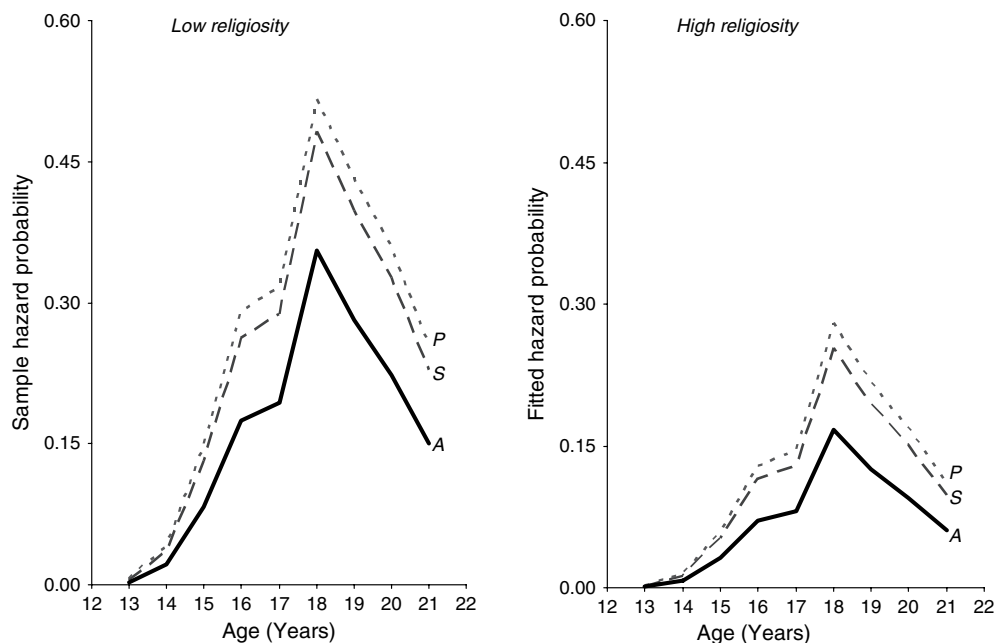 Low religiosity
Sample hazard probability
0.60
0.45
0.30
0.15
0.00
P
S
A
12 13 14 15 16 17 18 19 20 21 22
Age (Years)
High religiosity
Fitted hazard probability
0.60
0.45
0.30
0.15
0.00
P
S
A
12 13 14 15 16 17 18 19 20 21 22
Age (Years)